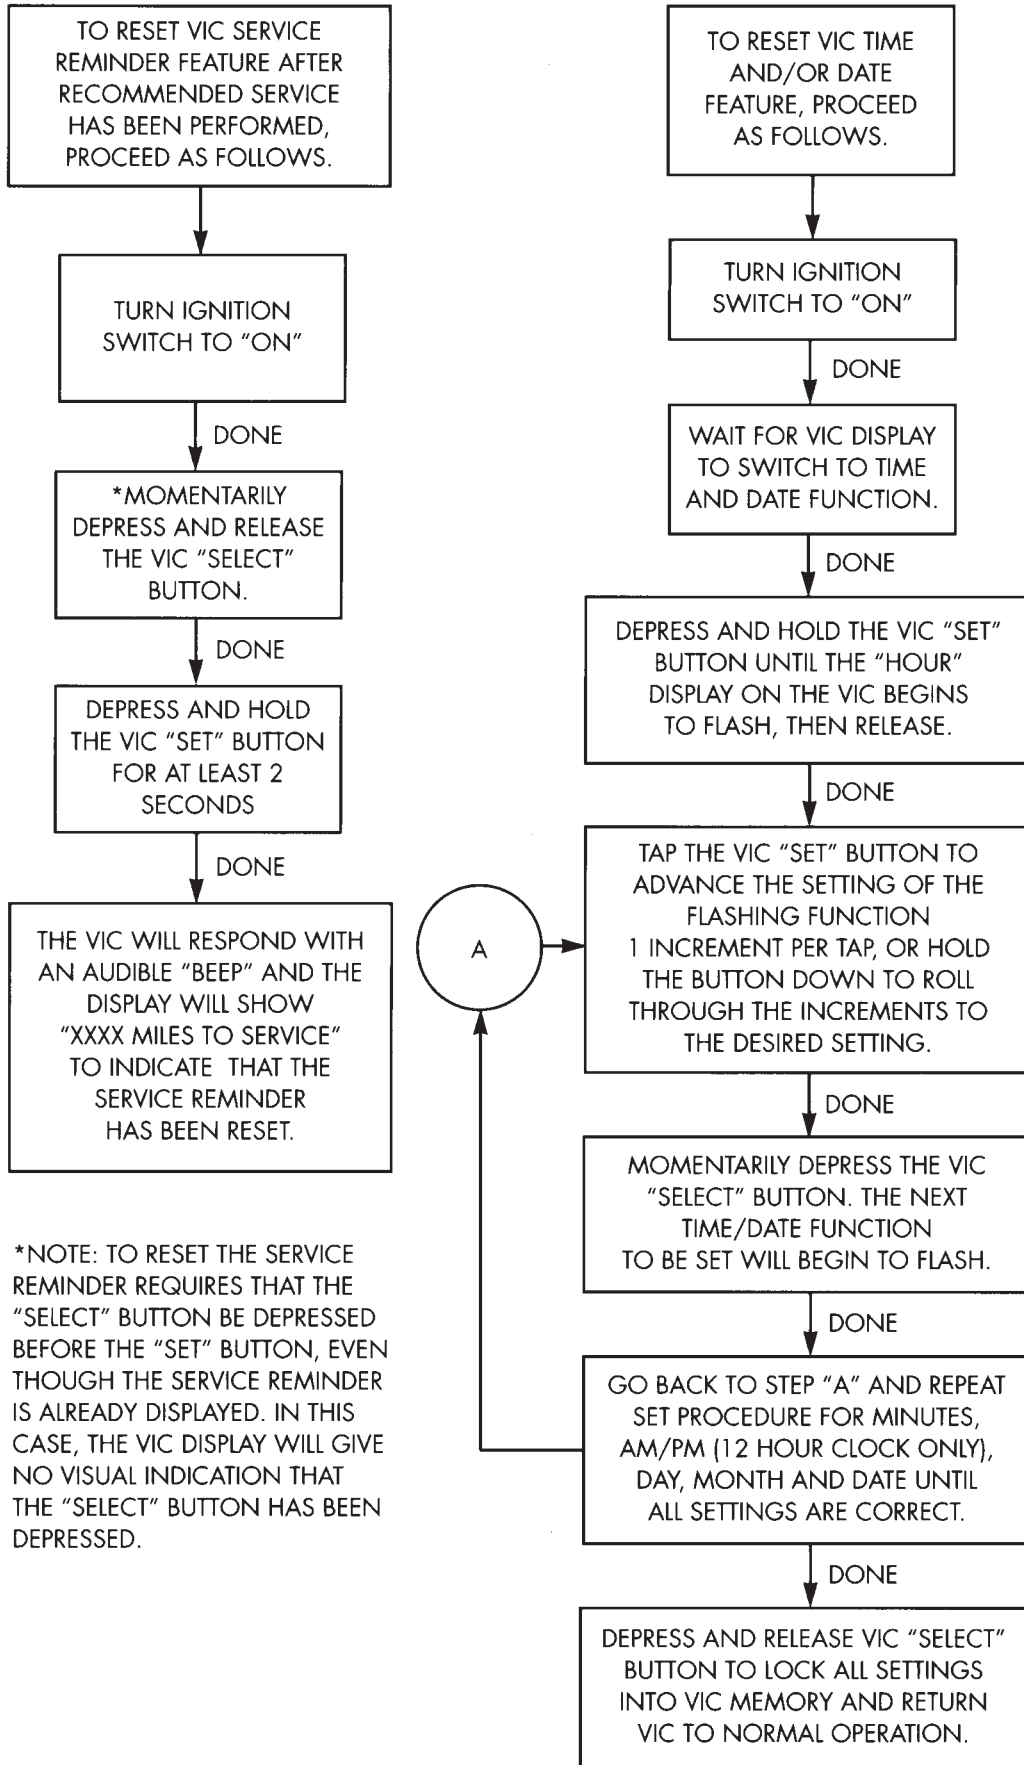 TO RESET VIC SERVICE
REMINDER FEATURE AFTER
RECOMMENDED SERVICE
HAS BEEN PERFORMED,
PROCEED AS FOLLOWS.
TURN IGNITION
SWITCH TO "ON"
DONE
*MOMENTARILY
DEPRESS AND RELEASE
THE VIC "SELECT"
BUTTON.
DONE
DEPRESS AND HOLD
THE VIC "SET" BUTTON
FOR AT LEAST 2
SECONDS
DONE
THE VIC WILL RESPOND WITH
AN AUDIBLE "BEEP" AND THE
DISPLAY WILL SHOW
"XXXX MILES TO SERVICE"
TO INDICATE THAT THE
SERVICE REMINDER
HAS BEEN RESET.
*NOTE: TO RESET THE SERVICE
REMINDER REQUIRES THAT THE
"SELECT" BUTTON BE DEPRESSED
BEFORE THE "SET" BUTTON, EVEN
THOUGH THE SERVICE REMINDER
IS ALREADY DISPLAYED. IN THIS
CASE, THE VIC DISPLAY WILL GIVE
NO VISUAL INDICATION THAT
THE "SELECT" BUTTON HAS BEEN
DEPRESSED.
TO RESET VIC TIME
AND/OR DATE
FEATURE, PROCEED
AS FOLLOWS.
TURN IGNITION
SWITCH TO "ON"
DONE
WAIT FOR VIC DISPLAY
TO SWITCH TO TIME
AND DATE FUNCTION.
DONE
DEPRESS AND HOLD THE VIC "SET"
BUTTON UNTIL THE "HOUR"
DISPLAY ON THE VIC BEGINS
TO FLASH, THEN RELEASE.
DONE
A
TAP THE VIC "SET" BUTTON TO
ADVANCE THE SETTING OF THE
FLASHING FUNCTION
1 INCREMENT PER TAP, OR HOLD
THE BUTTON DOWN TO ROLL
THROUGH THE INCREMENTS TO
THE DESIRED SETTING.
DONE
MOMENTARILY DEPRESS THE VIC
"SELECT" BUTTON. THE NEXT
TIME/DATE FUNCTION
TO BE SET WILL BEGIN TO FLASH.
DONE
GO BACK TO STEP "A" AND REPEAT
SET PROCEDURE FOR MINUTES,
AM/PM (12 HOUR CLOCK ONLY),
DAY, MONTH AND DATE UNTIL
ALL SETTINGS ARE CORRECT.
DONE
DEPRESS AND RELEASE VIC "SELECT"
BUTTON TO LOCK ALL SETTINGS
INTO VIC MEMORY AND RETURN
VIC TO NORMAL OPERATION.